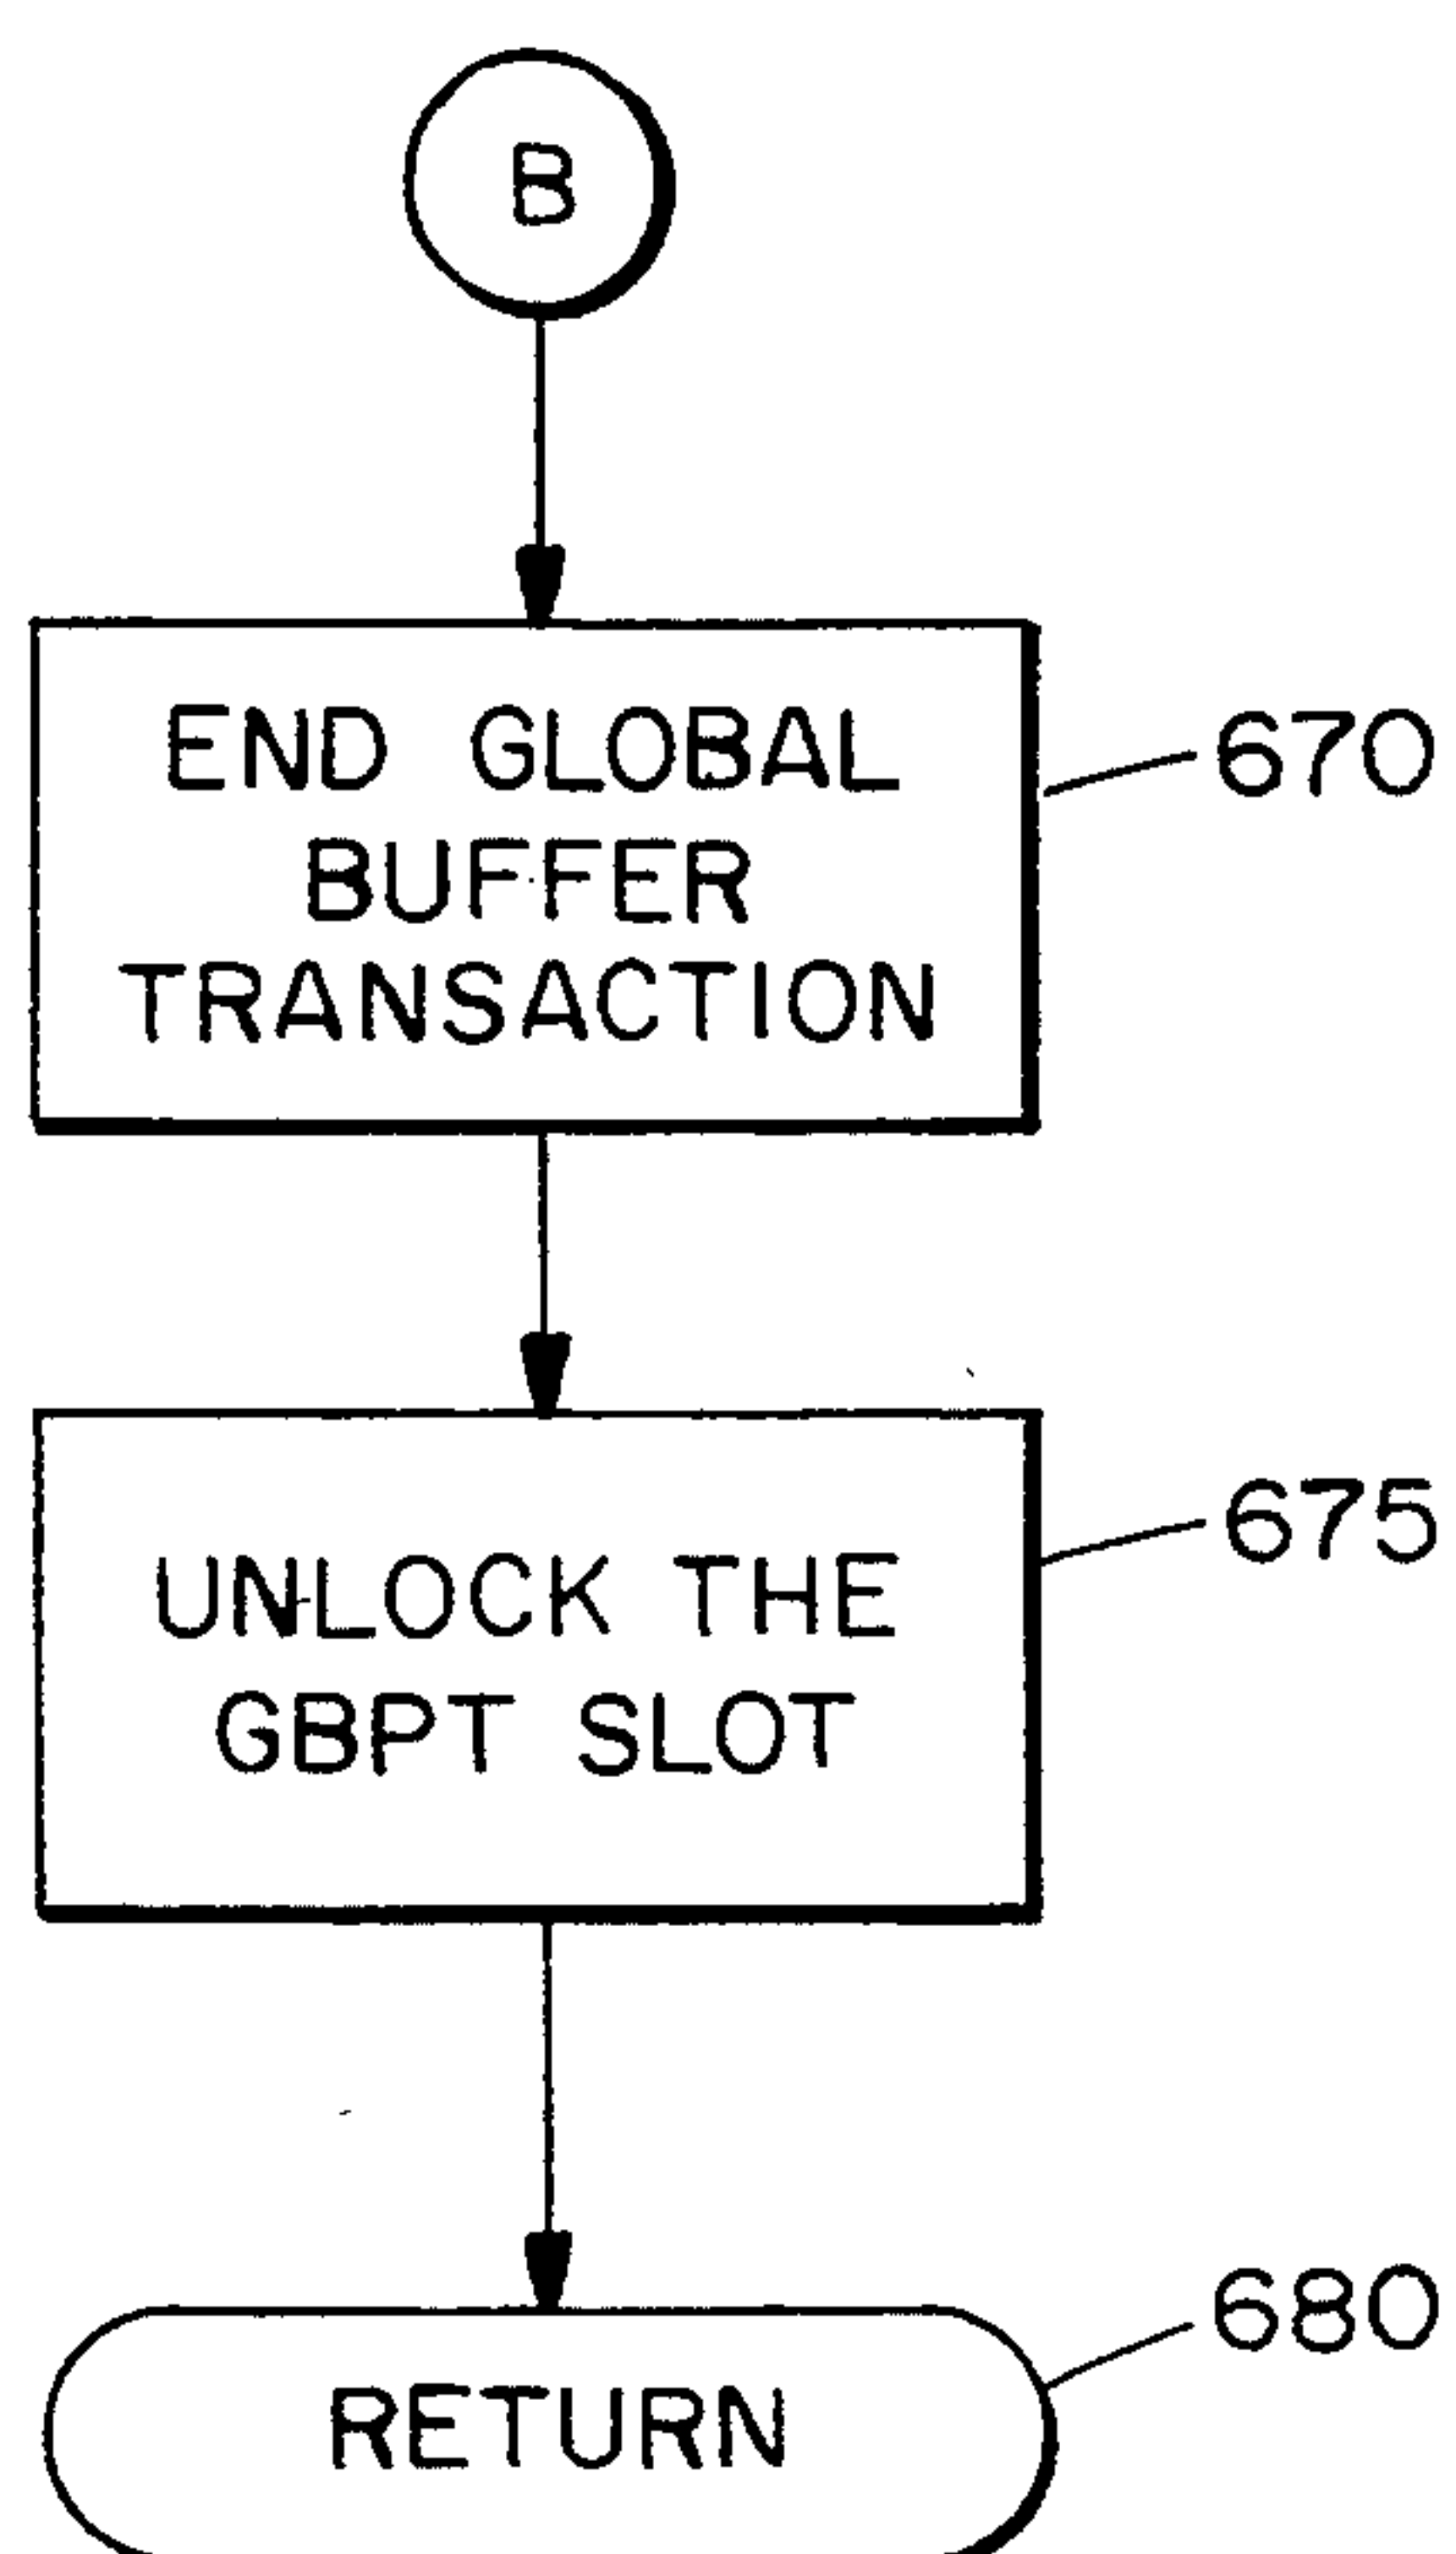 B
END GLOBAL
BUFFER
TRANSACTION
670
UNLOCK THE
GBPT SLOT
675
RETURN
680